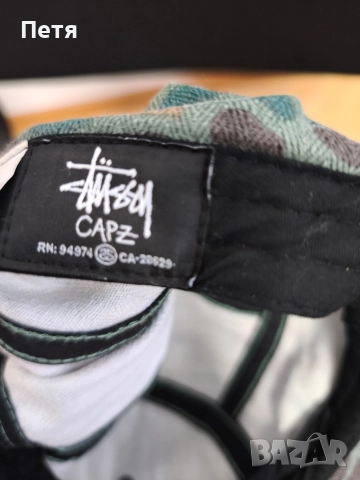 Петя
Stüssy
CAPZ
RN: 94974 CA-28629
BAZAR